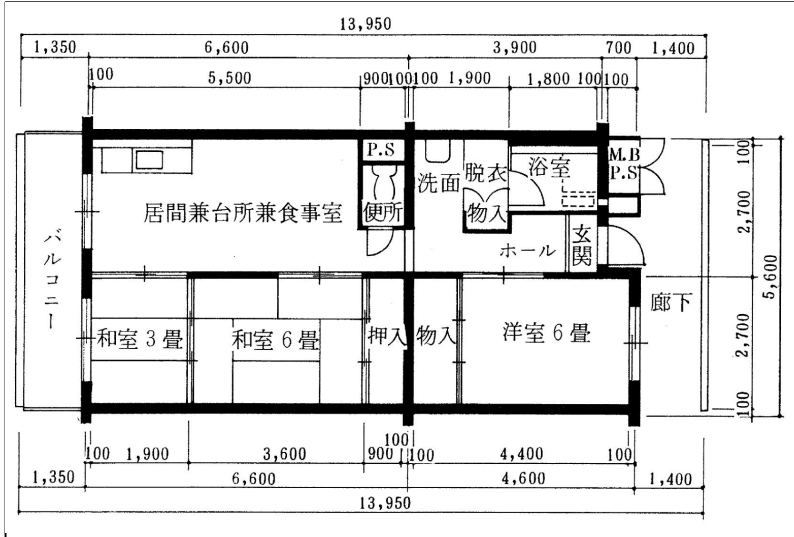 13,950
1,350 6,600 3,900 700 1,400
100 5,500 900 100 100 1,900 1,800 100 100
P.S
M.B
P.S
浴室
脱衣
洗面
物入
便所
居間兼台所兼食事室
ホール
玄関
バルコニー
廊下
和室3畳
和室6畳
押入
物入
洋室6畳
100
2,700
5,600
2,700
100
100 1,900 3,600 900 100 100 4,400 100
1,350 6,600 4,600 1,400
13,950